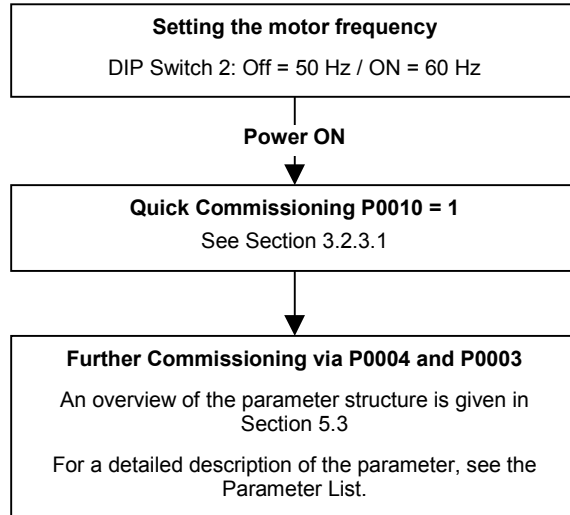 Setting the motor frequency
DIP Switch 2: Off = 50 Hz / ON = 60 Hz
Power ON
Quick Commissioning P0010 = 1
See Section 3.2.3.1
Further Commissioning via P0004 and P0003
An overview of the parameter structure is given in
Section 5.3
For a detailed description of the parameter, see the
Parameter List.